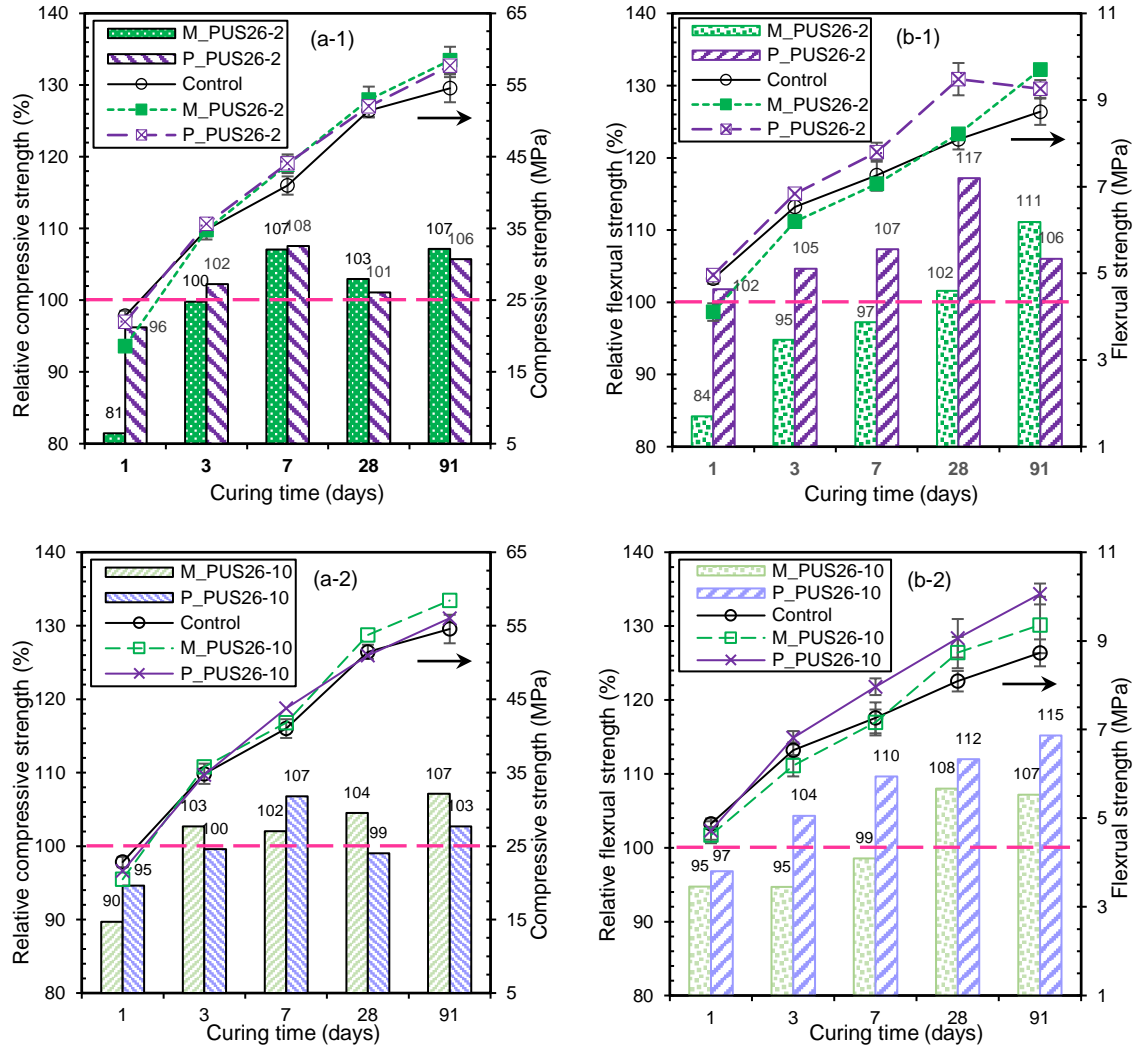 (a-1)
M_PUS26-2
P_PUS26-2
Control
M_PUS26-2
P_PUS26-2
Relative compressive strength (%)
140
130
120
110
100
90
80
65
55
45
35
25
15
5
Compressive strength (MPa)
81
96
100
102
107
108
103
101
107
106
1 3 7 28 91
Curing time (days)
(b-1)
M_PUS26-2
P_PUS26-2
Control
M_PUS26-2
P_PUS26-2
Relative flexrual strength (%)
140
130
120
110
100
90
80
11
9
7
5
3
1
Flexrual strength (MPa)
84
102
95
105
97
107
102
117
111
106
1 3 7 28 91
Curing time (days)
(a-2)
M_PUS26-10
P_PUS26-10
Control
M_PUS26-10
P_PUS26-10
Relative compressive strength (%)
140
130
120
110
100
90
80
65
55
45
35
25
15
5
Compressive strength (MPa)
90
95
103
100
102
107
104
99
107
103
1 3 7 28 91
Curing time (days)
(b-2)
M_PUS26-10
P_PUS26-10
Control
M_PUS26-10
P_PUS26-10
Relative flexrual strength (%)
140
130
120
110
100
90
80
11
9
7
5
3
1
Flexrual strength (MPa)
95
97
95
104
99
110
108
112
107
115
1 3 7 28 91
Curing time (days)